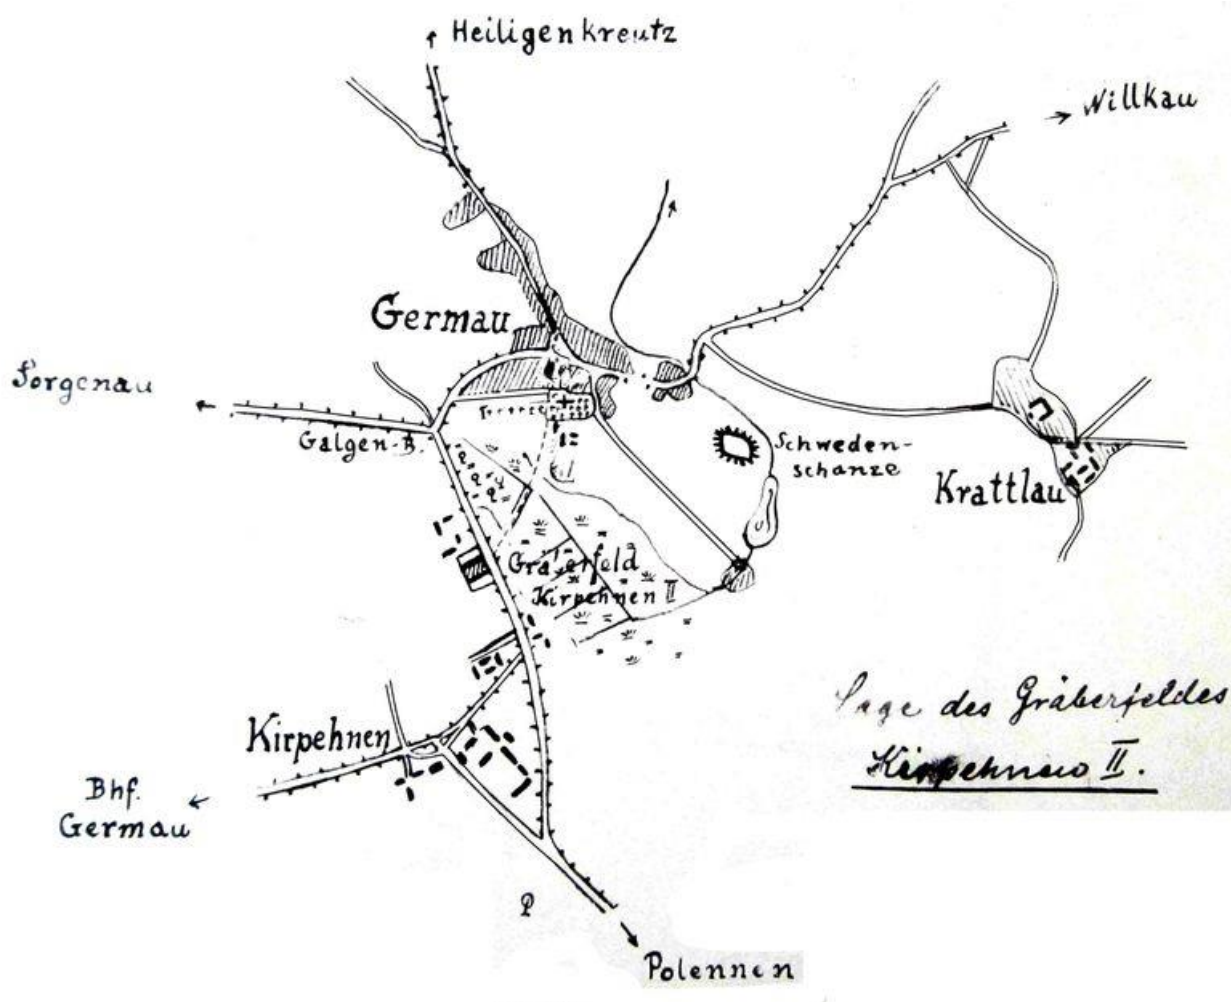 Heiligenkreutz
Willkau
Germau
Sorgenau
Galgen-B.
Schweden-
schanze
Krattlau
Gräberfeld
Kirpehnen II
Lage des Gräberfeldes
Kirpehnen II.
Kirpehnen
Bhf.
Germau
Polennen